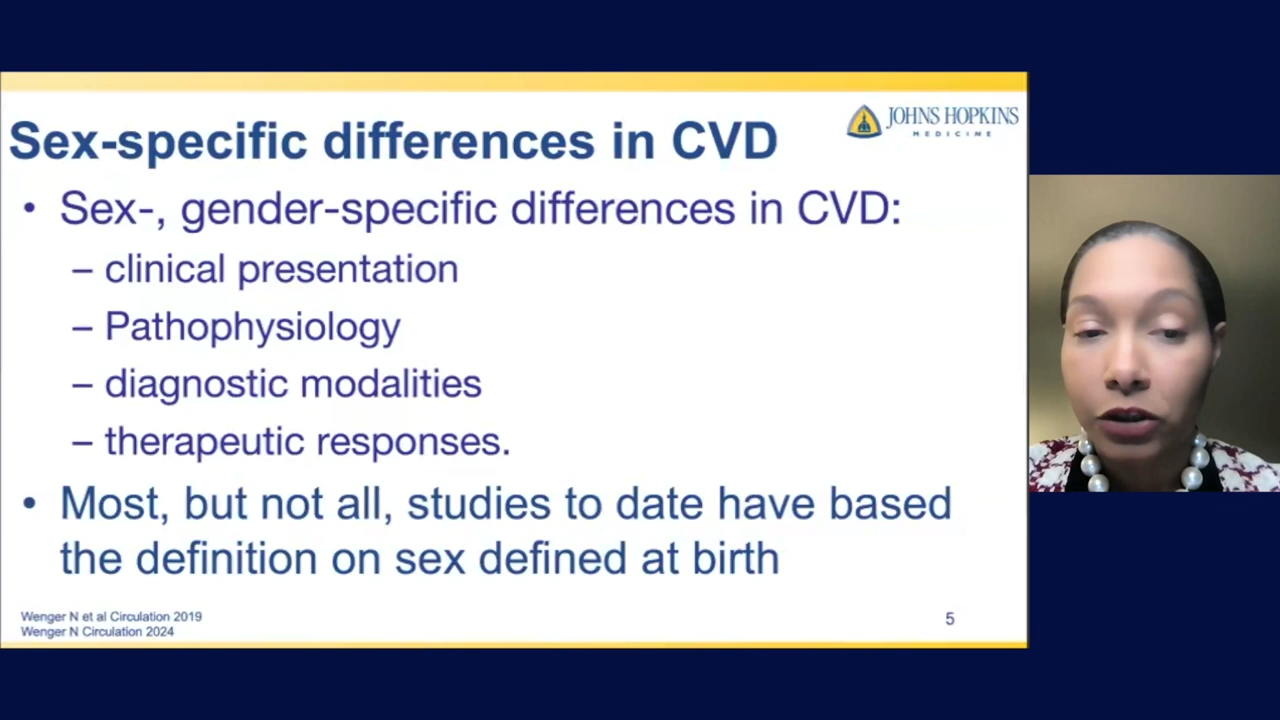 Sex-specific differences in CVD
JOHNS HOPKINS
MEDICINE
• Sex-, gender-specific differences in CVD:
– clinical presentation
– Pathophysiology
– diagnostic modalities
– therapeutic responses.
• Most, but not all, studies to date have based
the definition on sex defined at birth
Wenger N et al Circulation 2019
Wenger N Circulation 2024
5